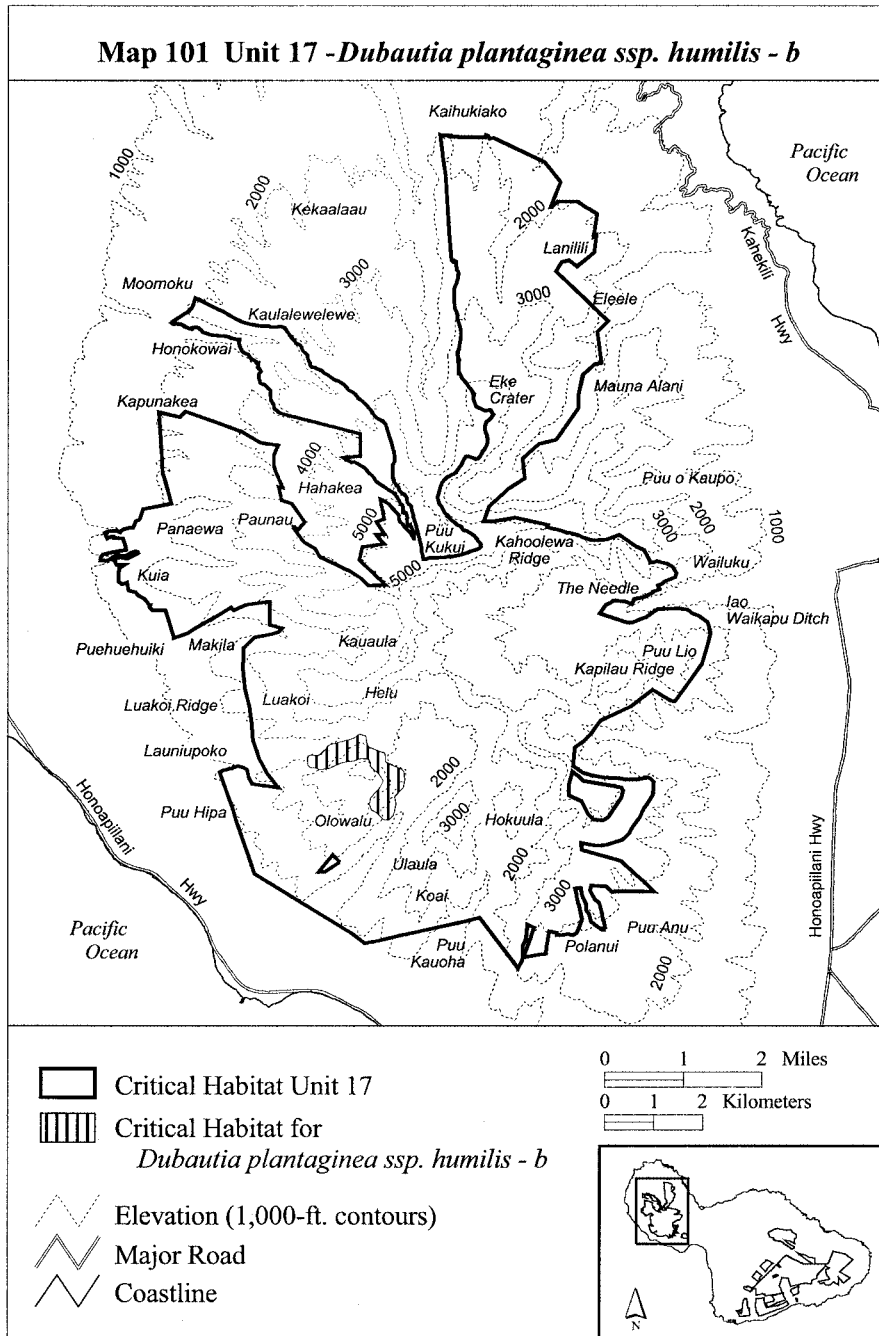 Map 101 Unit 17 - Dubautia plantaginea ssp. humilis - b
Kaihukiako
Pacific
Ocean
1000
2000
Kekaalaau
2000
Lanilili
Kahekili
Hwy
3000
3000
Eleele
Moomoku
Kaulalewelewe
Honokowai
Eke
Crater
Mauna Alani
Kapunakea
4000
Hahakea
Puu o Kaupo
2000
3000
1000
Panaewa
Paunau
5000
Puu
Kukui
Kahoolewa
Ridge
Wailuku
Kuia
5000
The Needle
Iao
Waikapu Ditch
Puehuehuiki
Makila
Kauaula
Puu Lio
Kapilau Ridge
Luakoi Ridge
Luakoi
Helu
Launiupoko
2000
Honoapiilani
Hwy
Puu Hipa
Olowalu
3000
Hokuula
Honoapiilani Hwy
Ulaula
2000
Koai
3000
Pacific
Ocean
Puu
Kauoha
Polanui
Puu Anu
2000
Critical Habitat Unit 17
Critical Habitat for
Dubautia plantaginea ssp. humilis - b
Elevation (1,000-ft. contours)
Major Road
Coastline
0 1 2 Miles
0 1 2 Kilometers
N